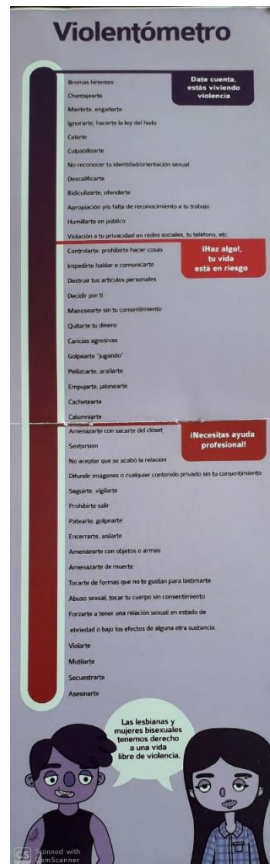 Violentómetro
Date cuenta,
estás viviendo
violencia
Bromas hirientes
Chantajearte
Mentirte, engañarte
Ignorarte, hacerte la ley del hielo
Celarte
Culpabilizarte
No reconocer tu identidad/orientación sexual
Descalificarte
Ridiculizarte, ofenderte
Apropiación y/o falta de reconocimiento a tu trabajo
Humillarte en público
Violación a tu privacidad en redes sociales, tu teléfono, etc.
¡Haz algo!,
tu vida
está en riesgo
Controlarte, prohibirte hacer cosas
Impedirte hablar o comunicarte
Destruir tus artículos personales
Decidir por ti
Manosearte sin tu consentimiento
Quitarte tu dinero
Caricias agresivas
Golpearte "jugando"
Pellizcarte, arañarte
Empujarte, jalonearte
Cachetearte
Calumniarte
¡Necesitas ayuda
profesional!
Amenazarte con sacarte del clóset
Sextorsión
No aceptar que se acabó la relación
Difundir imágenes o cualquier contenido privado sin tu consentimiento
Seguirte, vigilarte
Prohibirte salir
Patearte, golpearte
Encerrarte, aislarte
Amenazarte con objetos o armas
Amenazarte de muerte
Tocarte de formas que no te gustan para lastimarte
Abuso sexual, tocar tu cuerpo sin consentimiento
Forzarte a tener una relación sexual en estado de
ebriedad o bajo los efectos de alguna otra sustancia.
Violarte
Mutilarte
Secuestrarte
Asesinarte
Las lesbianas y
mujeres bisexuales
tenemos derecho
a una vida
libre de violencia.
CS Scanned with
CamScanner